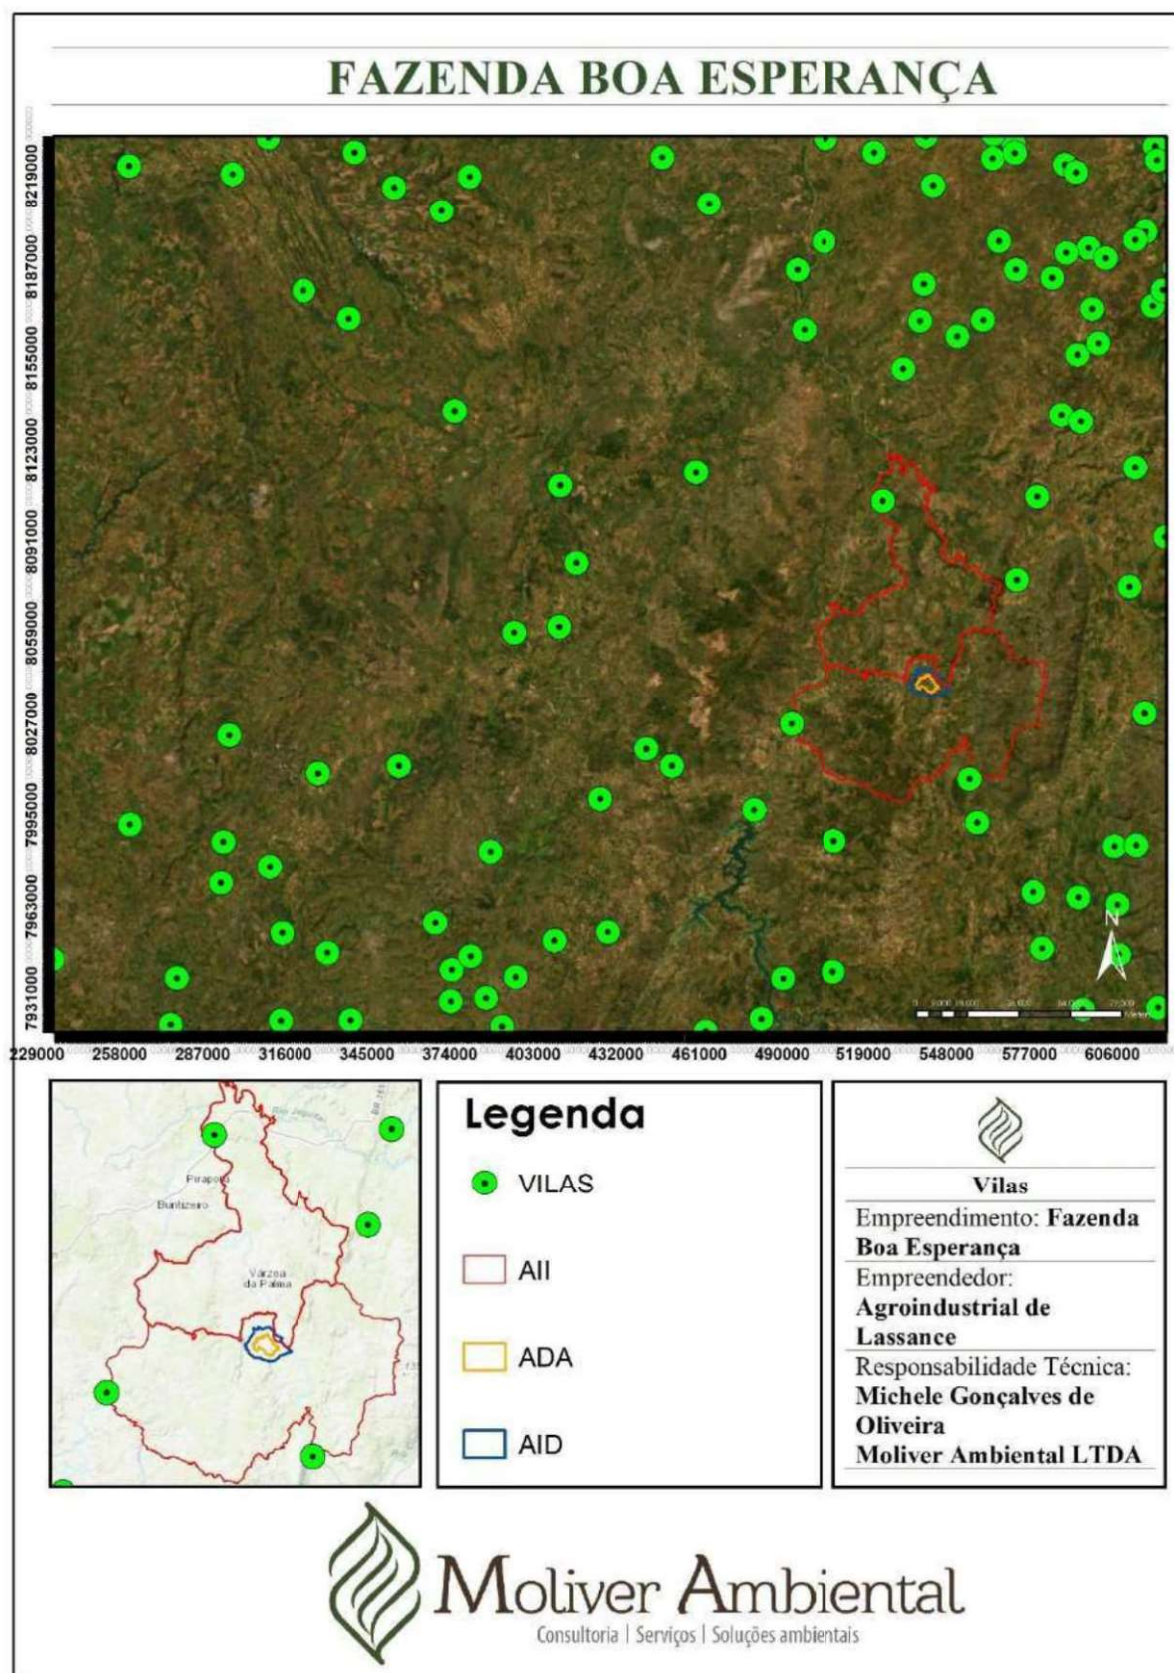 FAZENDA BOA ESPERANÇA
8219000
8187000
8155000
8123000
8091000
8059000
8027000
7995000
7963000
7931000
N
229000 258000 287000 316000 345000 374000 403000 432000 461000 490000 519000 548000 577000 606000
Pirapora
Buritizeiro
Várzea
da Palma
Legenda
VILAS
AII
ADA
AID
Vilas
Empreendimento: Fazenda
Boa Esperança
Empreendedor:
Agroindustrial de
Lassance
Responsabilidade Técnica:
Michele Gonçalves de
Oliveira
Moliver Ambiental LTDA
Moliver Ambiental
Consultoria | Serviços | Soluções ambientais